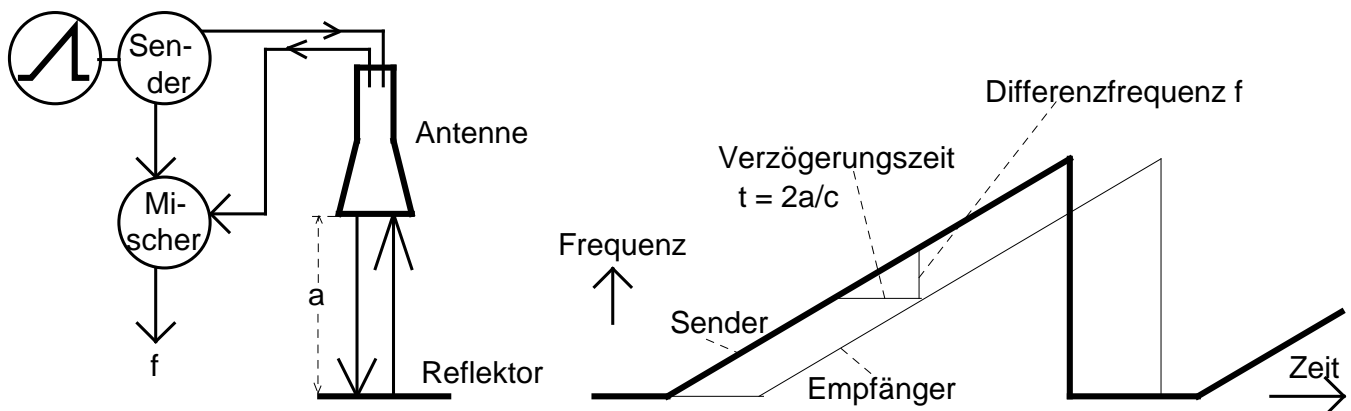 Sen-
der
Mi-
scher
f
a
Antenne
Reflektor
Differenzfrequenz f
Verzögerungszeit
t = 2a/c
Frequenz
Sender
Empfänger
Zeit